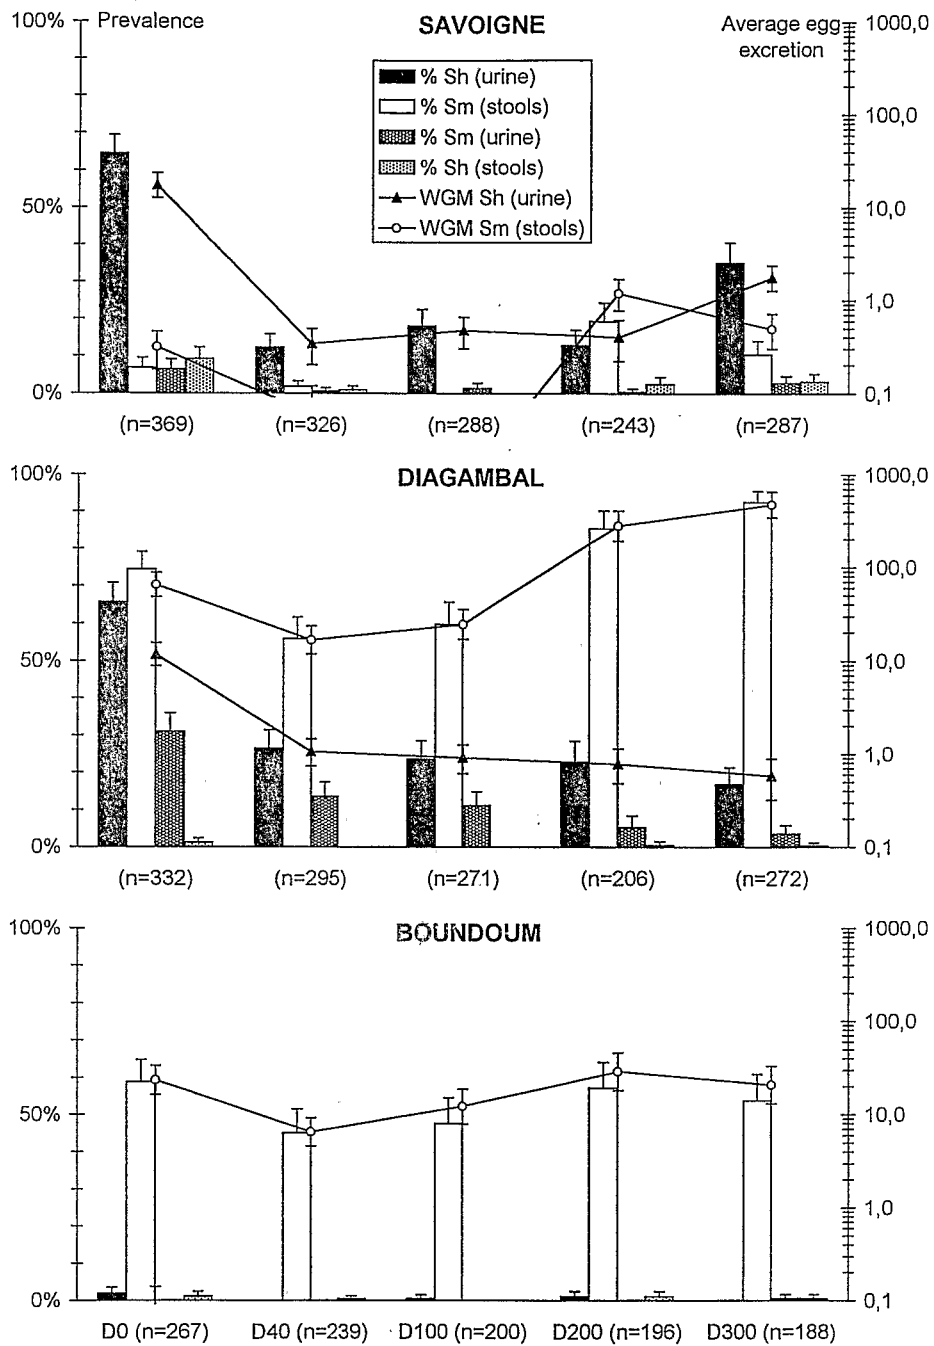 SAVOIGNE
100%
Prevalence
Average egg
excretion
1000,0
% Sh (urine)
% Sm (stools)
% Sm (urine)
% Sh (stools)
WGM Sh (urine)
WGM Sm (stools)
100,0
50%
10,0
1,0
0%
0,1
(n=369)
(n=326)
(n=288)
(n=243)
(n=287)
DIAGAMBAL
100%
1000,0
100,0
50%
10,0
1,0
0%
0,1
(n=332)
(n=295)
(n=271)
(n=206)
(n=272)
BOUNDOUM
100%
1000,0
100,0
50%
10,0
1,0
0%
0,1
D0 (n=267)
D40 (n=239)
D100 (n=200)
D200 (n=196)
D300 (n=188)